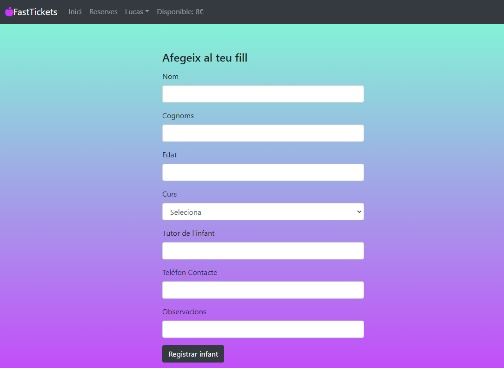 FastTickets Inici Reserves Lucas Disponible: 8€
Afegeix al teu fill
Nom
Cognoms
Edat
Curs
Seleciona
Tutor de l'infant
Telèfon Contacte
Observacions
Registrar infant